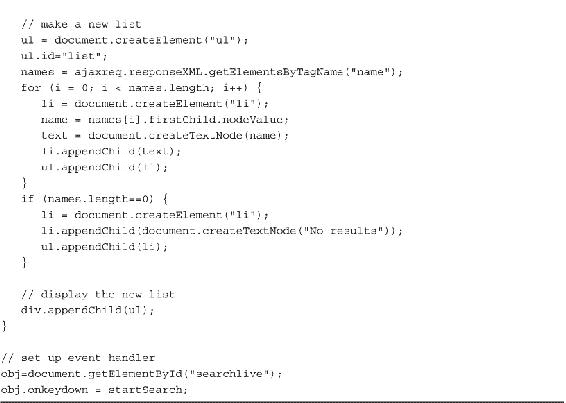 // make a new list
ul = document.createElement("ul");
ul.id="list";
names = ajaxreq.responseXML.getElementsByTagName("name");
for (i = 0; i < names.length; i++) {
li = document.createElement("li");
name = names[i].firstChild.nodeValue;
text = document.createTextNode(name);
li.appendChild(text);
ul.appendChild(li);
}
if (names.length==0) {
li = document.createElement("li");
li.appendChild(document.createTextNode("No results"));
ul.appendChild(li);
}
// display the new list
div.appendChild(ul);
}
// set up event handler
obj=document.getElementById("searchlive");
obj.onkeydown = startSearch;